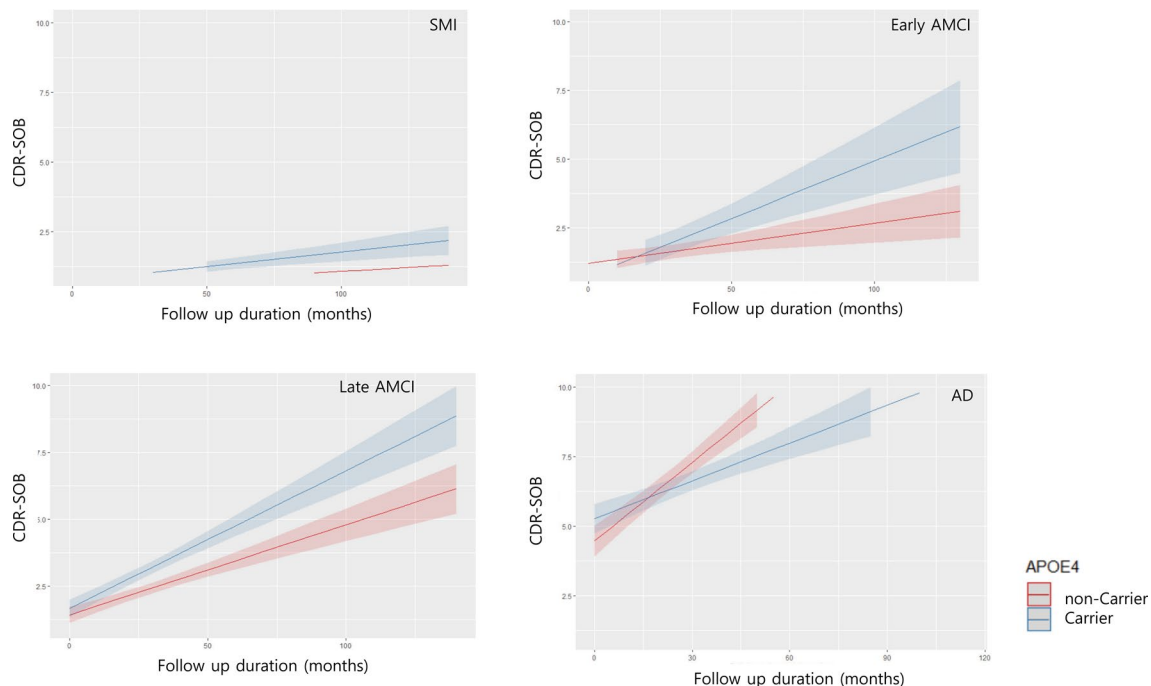 SMI
10.0
7.5
5.0
2.5
CDR-SOB
0
50
100
Follow up duration (months)
Early AMCI
10.0
7.5
5.0
2.5
CDR-SOB
0
50
100
Follow up duration (months)
Late AMCI
10.0
7.5
5.0
2.5
CDR-SOB
0
50
100
Follow up duration (months)
AD
10.0
7.5
5.0
2.5
CDR-SOB
0
30
60
90
120
Follow up duration (months)
APOE4
non-Carrier
Carrier